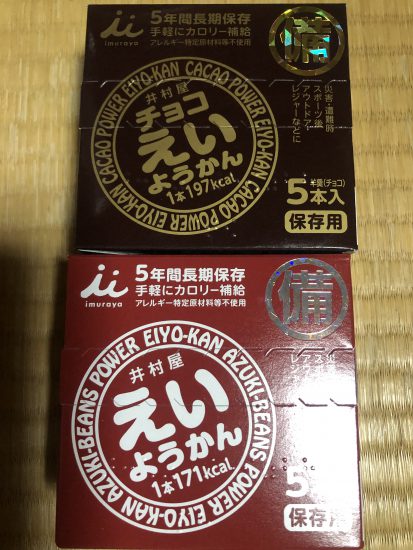 imuraya
5年間長期保存
手軽にカロリー補給
アレルギー特定原材料等不使用
備
災害・遭難時
スポーツ後
アウトドア
レジャーなどに
CACAO POWER EIYO-KAN CACAO POWER EIYO-KAN
井村屋
チョコ
えい
ようかん
1本197kcal
羊羹(チョコ)
5本入
保存用
imuraya
5年間長期保存
手軽にカロリー補給
アレルギー特定原材料等不使用
備
AZUKI-BEANS POWER EIYO-KAN AZUKI-BEANS POWER EIYO-KAN
井村屋
えい
ようかん
1本171kcal
5
保存用